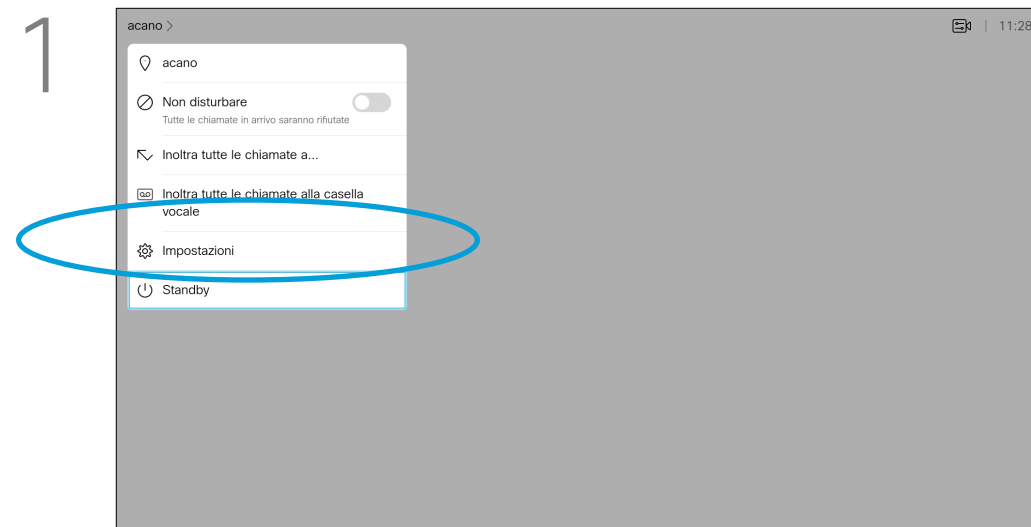 1
acano >
11:28
acano
Non disturbare
Tutte le chiamate in arrivo saranno rifiutate
Inoltra tutte le chiamate a...
Inoltra tutte le chiamate alla casella
vocale
Impostazioni
Standby